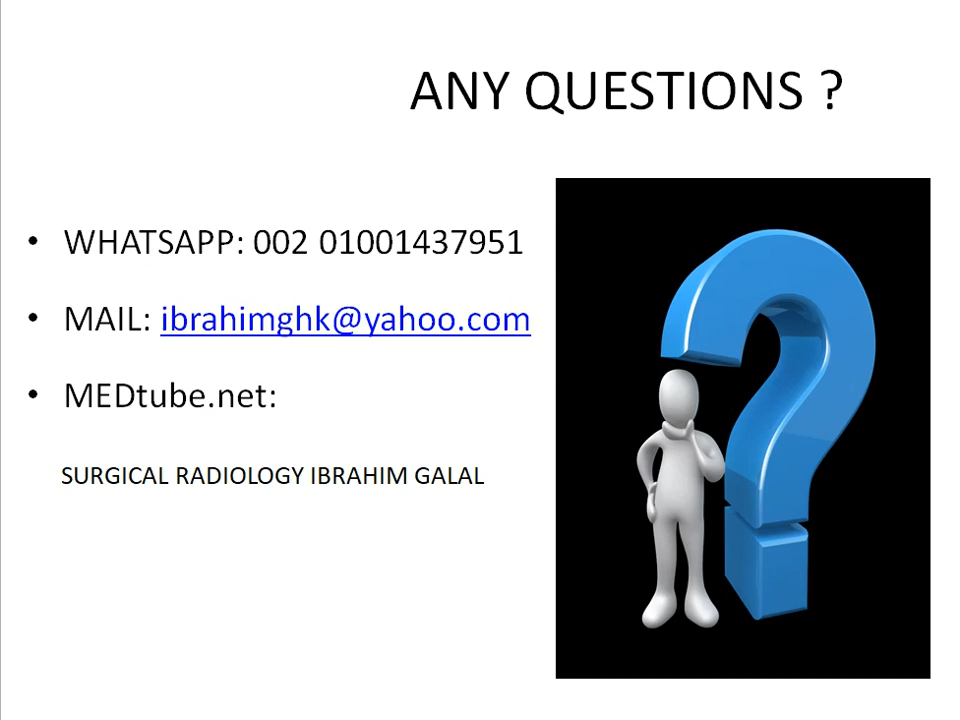 ANY QUESTIONS ?
• WHATSAPP: 002 01001437951
• MAIL: ibrahimghk@yahoo.com
• MEDtube.net:
SURGICAL RADIOLOGY IBRAHIM GALAL